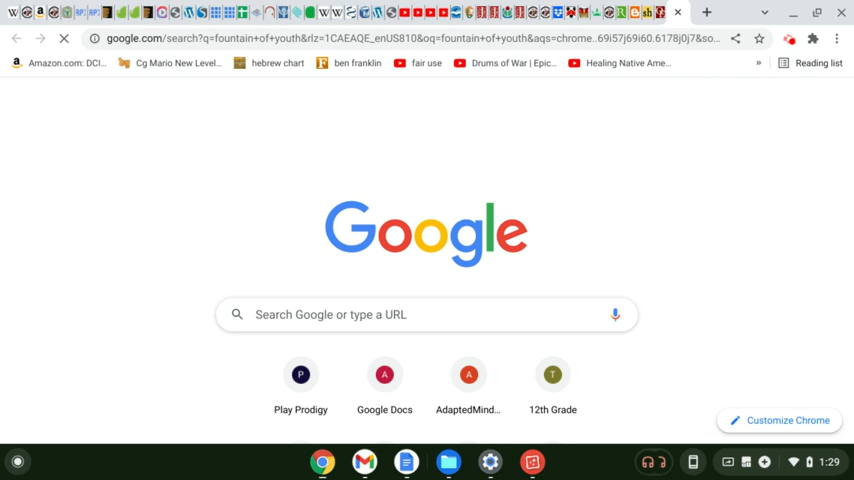 google.com/search?q=fountain+of+youth&rlz=1CAEAQE_enUS810&oq=fountain+of+youth&aqs=chrome..69i57j69i60.6178j0j7&so...
Amazon.com: DCI... Cg Mario New Level... hebrew chart ben franklin fair use Drums of War | Epic... Healing Native Ame... » Reading list
Google
Search Google or type a URL
P A A T
Play Prodigy Google Docs AdaptedMind... 12th Grade
Customize Chrome
1:29